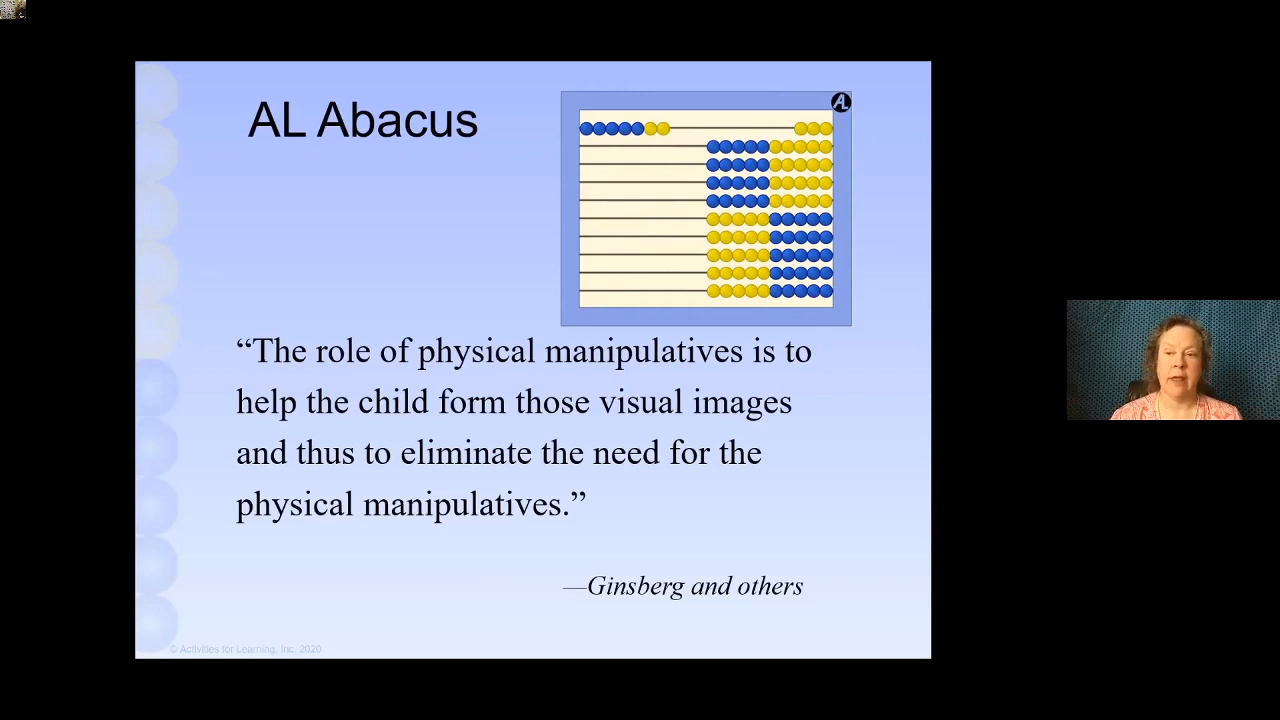 AL Abacus
AL
“The role of physical manipulatives is to
help the child form those visual images
and thus to eliminate the need for the
physical manipulatives.”
—Ginsberg and others
© Activities for Learning, Inc. 2020